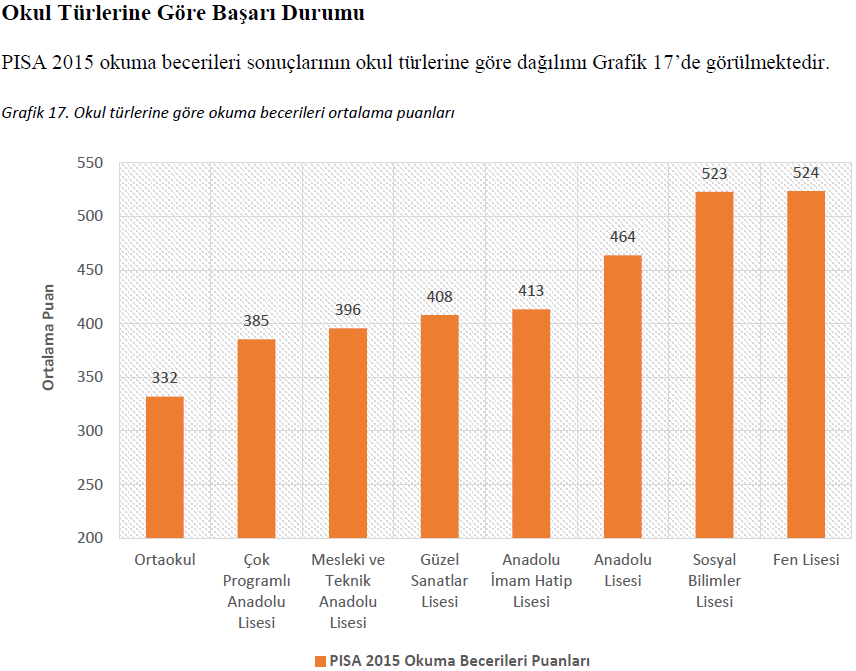 Okul Türlerine Göre Başarı Durumu
PISA 2015 okuma becerileri sonuçlarının okul türlerine göre dağılımı Grafik 17’de görülmektedir.
Grafik 17. Okul türlerine göre okuma becerileri ortalama puanları
550
500
450
400
350
300
250
200
Ortalama Puan
332
385
396
408
413
464
523
524
Ortaokul
Çok
Programlı
Anadolu
Lisesi
Mesleki ve
Teknik
Anadolu
Lisesi
Güzel
Sanatlar
Lisesi
Anadolu
İmam Hatip
Lisesi
Anadolu
Lisesi
Sosyal
Bilimler
Lisesi
Fen Lisesi
PISA 2015 Okuma Becerileri Puanları